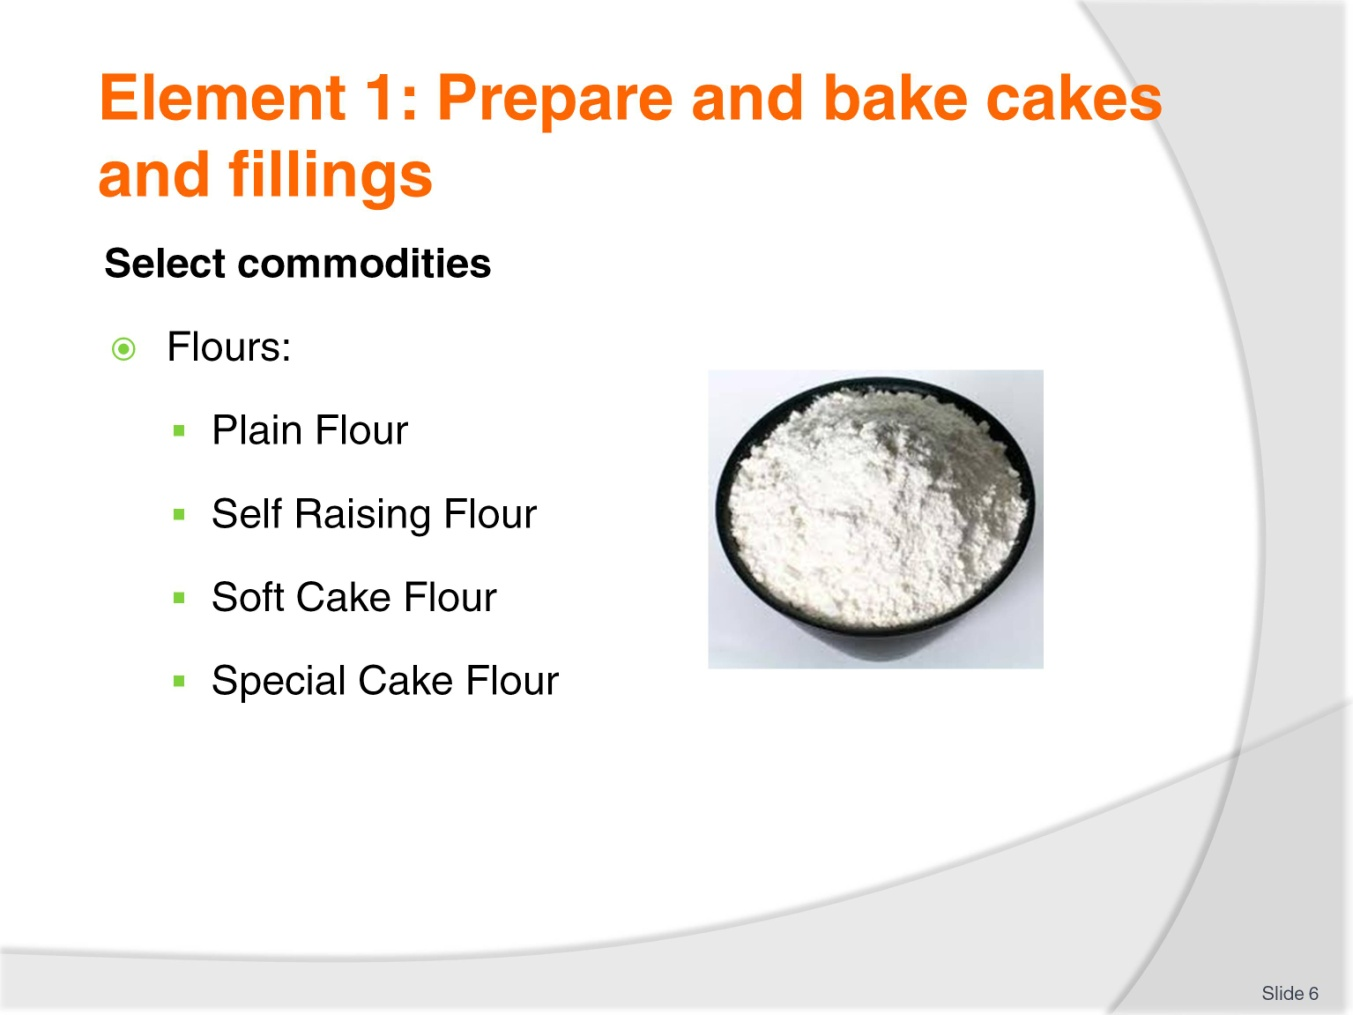 Element 1: Prepare and bake cakes
and fillings
Select commodities
Flours:
Plain Flour
Self Raising Flour
Soft Cake Flour
Special Cake Flour
Slide 6